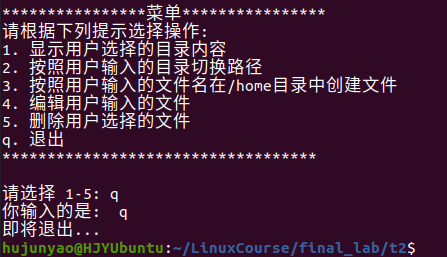 ****************菜单****************
请根据下列提示选择操作:
1. 显示用户选择的目录内容
2. 按照用户输入的目录切换路径
3. 按照用户输入的文件名在/home目录中创建文件
4. 编辑用户输入的文件
5. 删除用户选择的文件
q. 退出
***********************************
请选择 1-5: q
你输入的是:  q
即将退出...
hujunyao@HJYUbuntu:~/LinuxCourse/final_lab/t2$